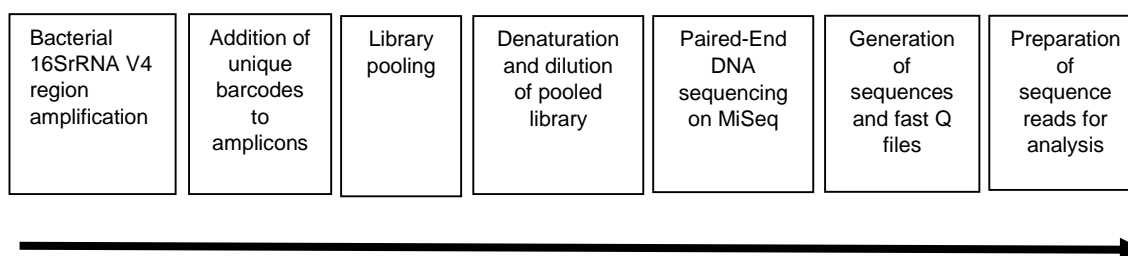 Bacterial
16SrRNA V4
region
amplification
Addition of
unique
barcodes
to
amplicons
Library
pooling
Denaturation
and dilution
of pooled
library
Paired-End
DNA
sequencing
on MiSeq
Generation
of
sequences
and fast Q
files
Preparation
of
sequence
reads for
analysis